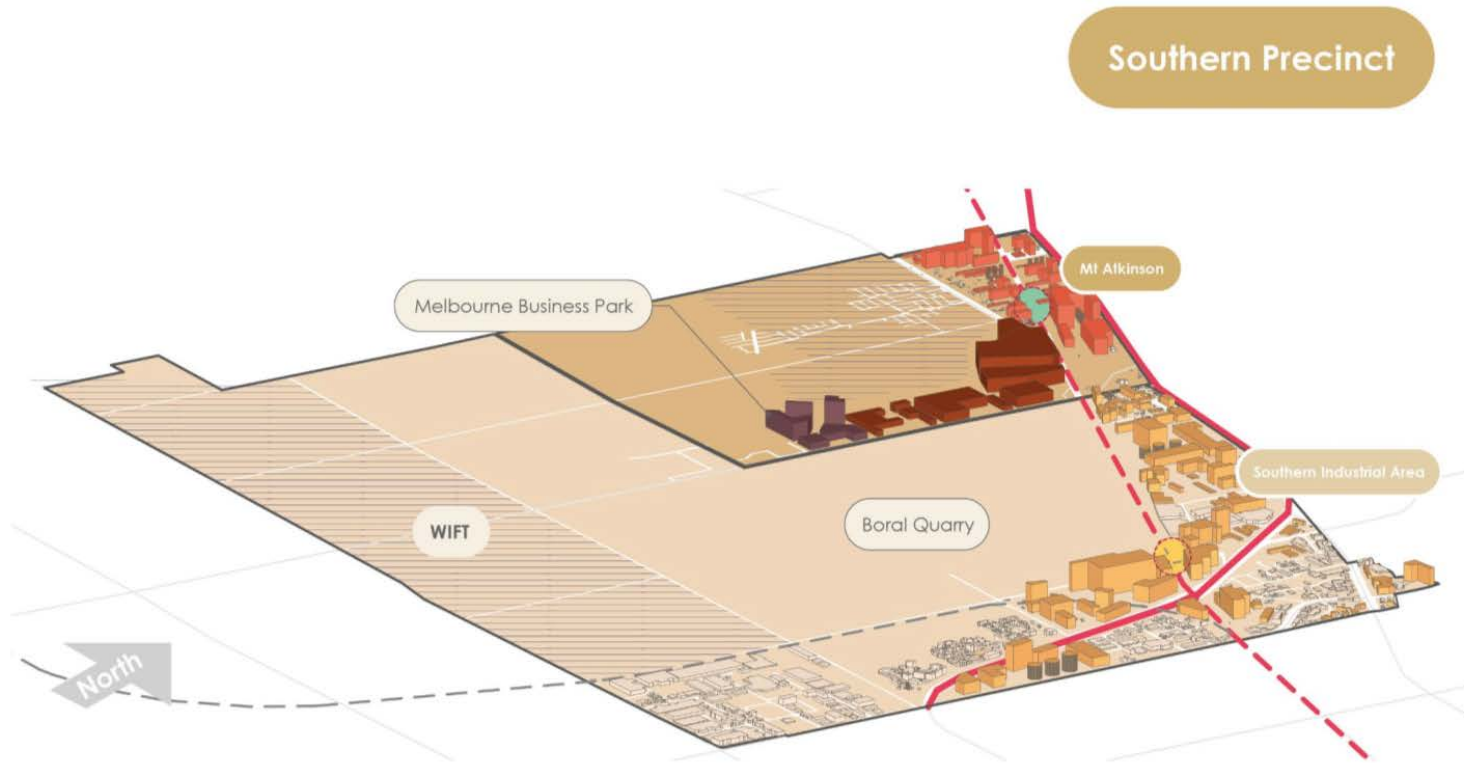 Southern Precinct
Mt Atkinson
Melbourne Business Park
Southern Industrial Area
Boral Quarry
WIFT
North